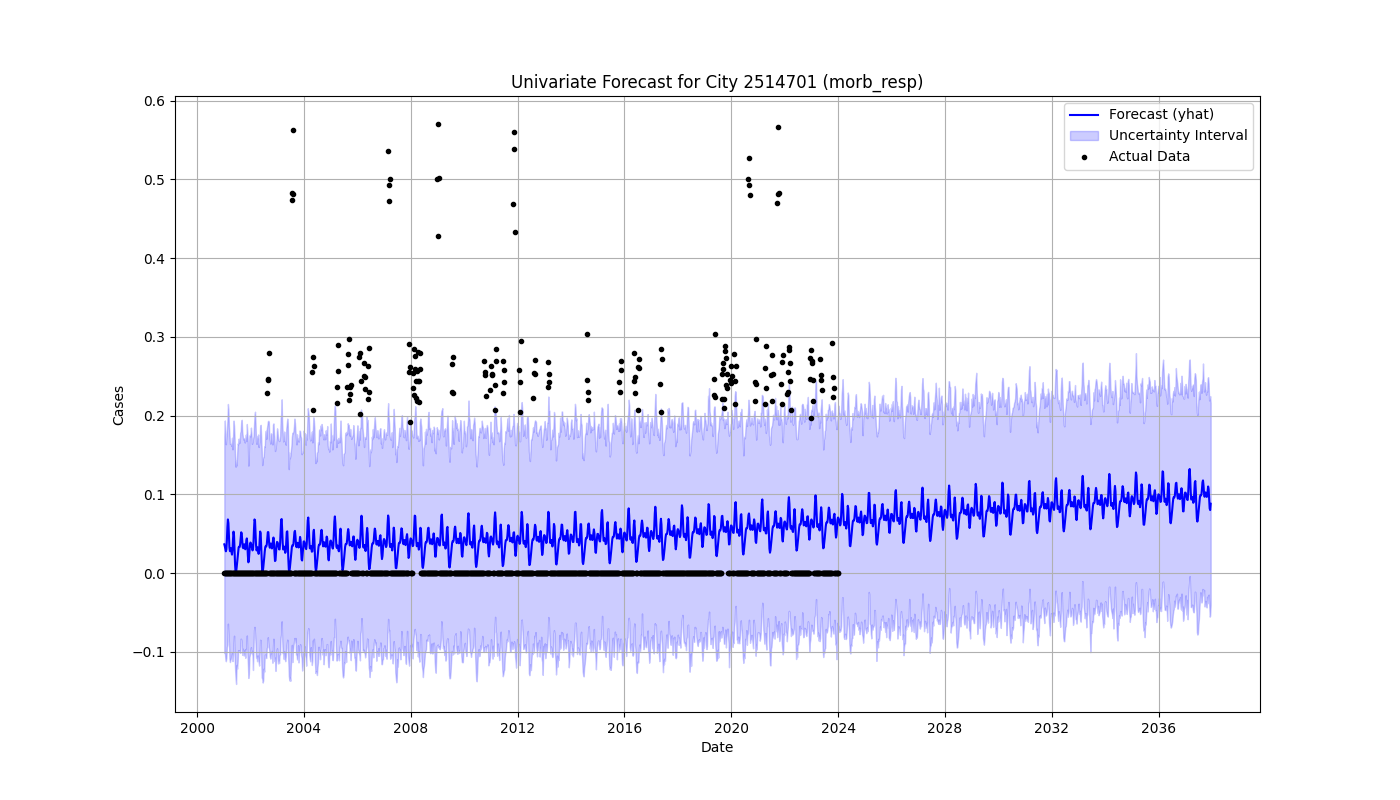 Univariate Forecast for City 2514701 (morb_resp)
0.6
0.5
0.4
0.3
0.2
0.1
0.0
−0.1
Cases
Forecast (yhat)
Uncertainty Interval
Actual Data
2000 2004 2008 2012 2016 2020 2024 2028 2032 2036
Date